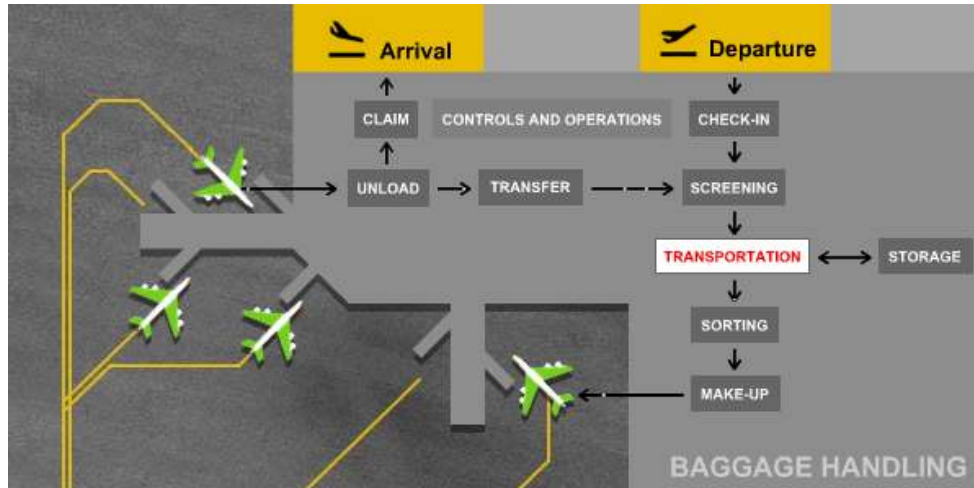 Arrival
Departure
CLAIM
CONTROLS AND OPERATIONS
CHECK-IN
UNLOAD
TRANSFER
SCREENING
TRANSPORTATION
STORAGE
SORTING
MAKE-UP
BAGGAGE HANDLING